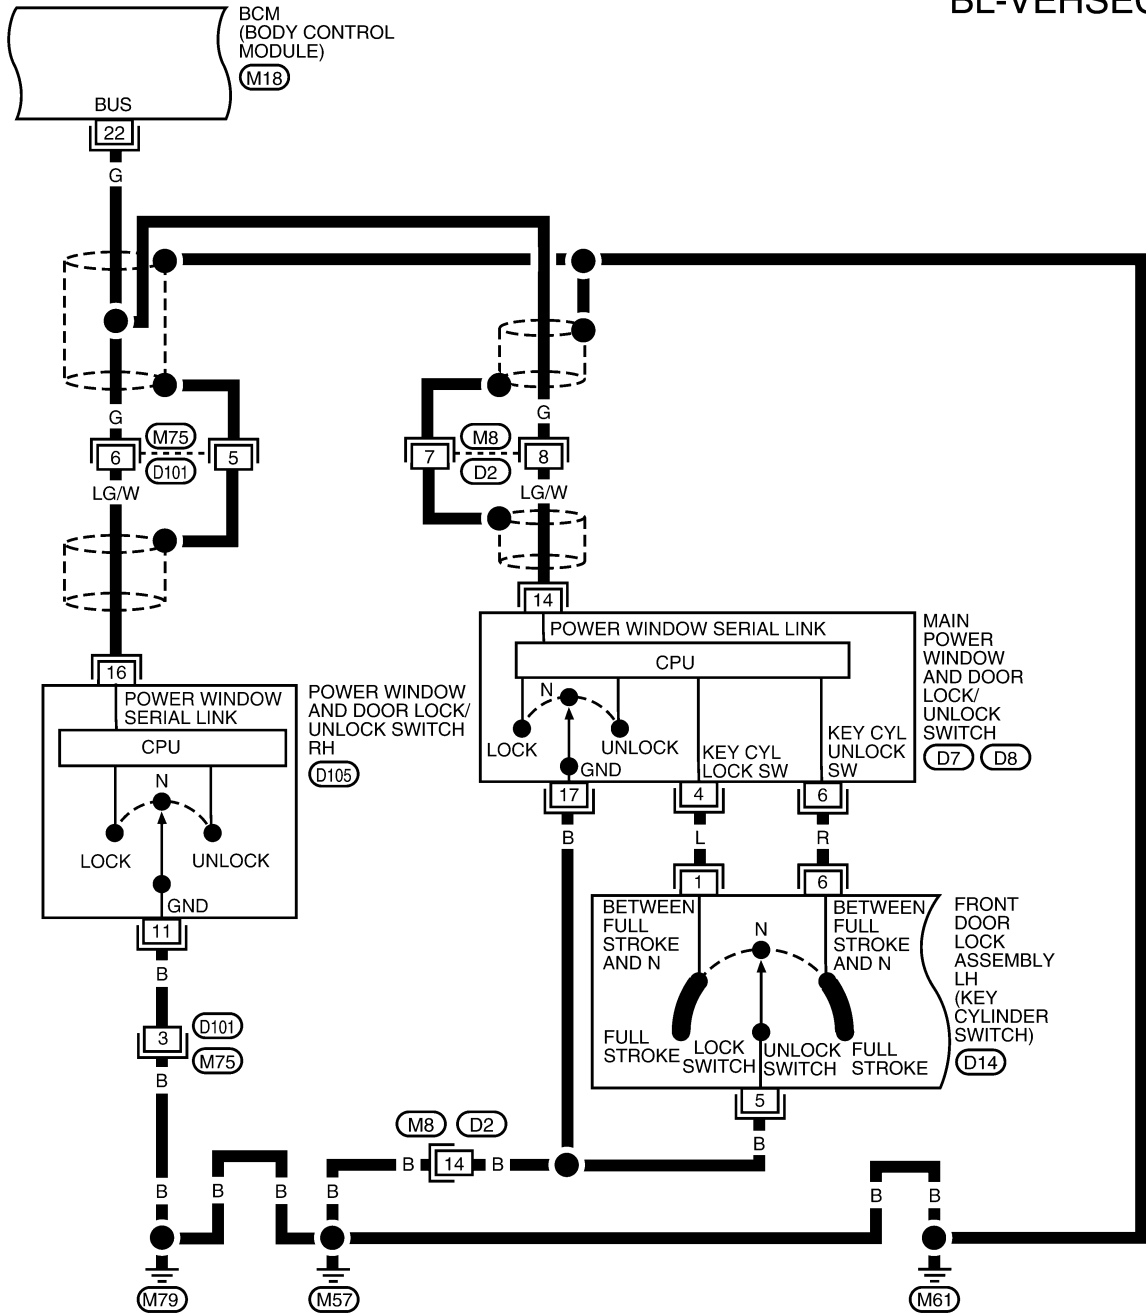 BL-VEHSEC
BCM
(BODY CONTROL
MODULE)
M18
BUS
22
G
G
G
M75
M8
6
5
7
8
D101
D2
LG/W
LG/W
14
POWER WINDOW SERIAL LINK
CPU
N
LOCK
UNLOCK
GND
KEY CYL
LOCK SW
KEY CYL
UNLOCK
SW
MAIN
POWER
WINDOW
AND DOOR
LOCK/
UNLOCK
SWITCH
D7
D8
16
POWER WINDOW
SERIAL LINK
CPU
N
LOCK
UNLOCK
GND
POWER WINDOW
AND DOOR LOCK/
UNLOCK SWITCH
RH
D105
17
4
6
B
L
R
1
6
BETWEEN
FULL
STROKE
AND N
N
BETWEEN
FULL
STROKE
AND N
FULL
STROKE
LOCK
SWITCH
UNLOCK
SWITCH
FULL
STROKE
FRONT
DOOR
LOCK
ASSEMBLY
LH
(KEY
CYLINDER
SWITCH)
D14
11
B
3
D101
M75
B
5
B
M8
D2
B
14
B
B
B
B
B
B
B
M79
M57
M61